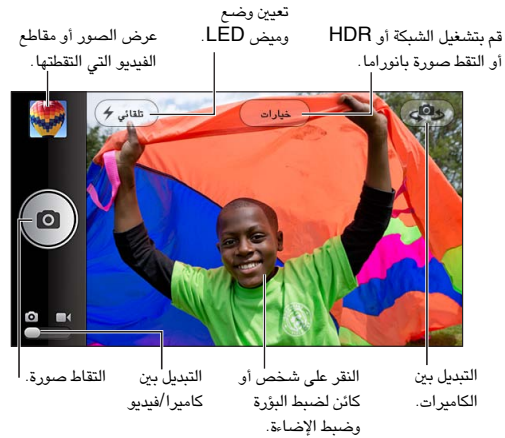 تعيين وضع
وميض LED.
قم بتشغيل الشبكة أو HDR
أو التقط صورة بانوراما.
عرض الصور أو مقاطع
الفيديو التي التقطتها.
خيارات
تلقائي
التبديل بين
الكاميرات.
النقر على شخص أو
كائن لضبط البؤرة
وضبط الإضاءة.
التبديل بين
كاميرا/فيديو
التقاط صورة.